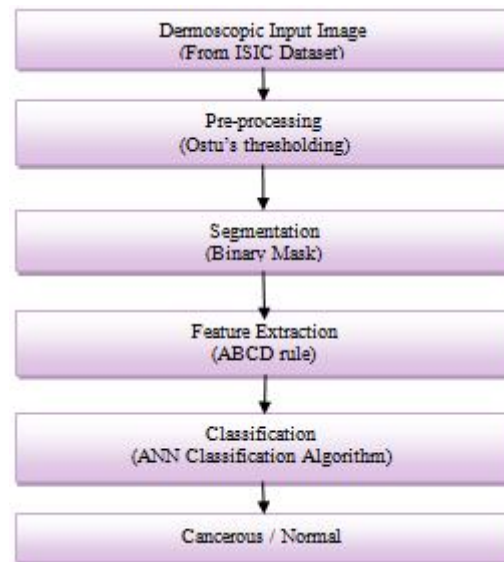 Dermoscopic Input Image
(From ISIC Dataset)
Pre-processing
(Ostu's thresholding)
Segmentation
(Binary Mask)
Feature Extraction
(ABCD rule)
Classification
(ANN Classification Algorithm)
Cancerous / Normal